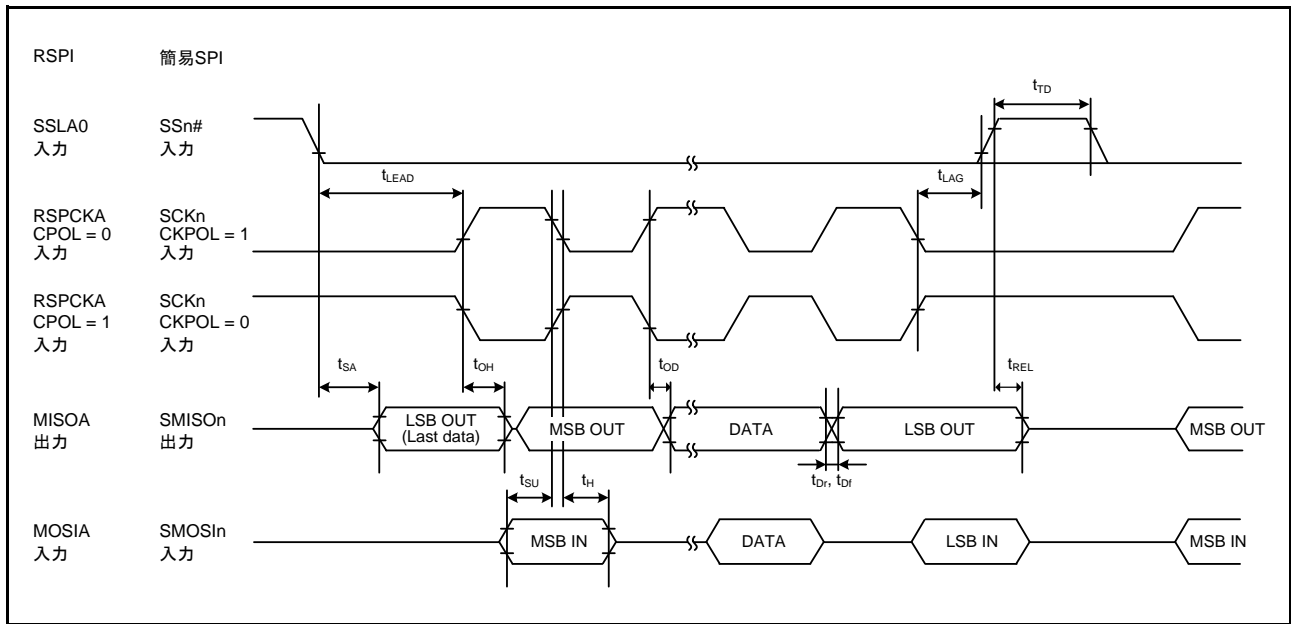 RSPI 簡易SPI
tTD
SSLA0 SSn#
入力 入力
tLEAD tLAG
RSPCKA SCKn
CPOL = 0 CKPOL = 1
入力 入力
RSPCKA SCKn
CPOL = 1 CKPOL = 0
入力 入力
tSA tOH tOD tREL
MISOA SMISOn
出力 出力
LSB OUT
(Last data)
MSB OUT DATA LSB OUT MSB OUT
tSU tH tDr, tDf
MOSIA SMOSIn
入力 入力
MSB IN DATA LSB IN MSB IN